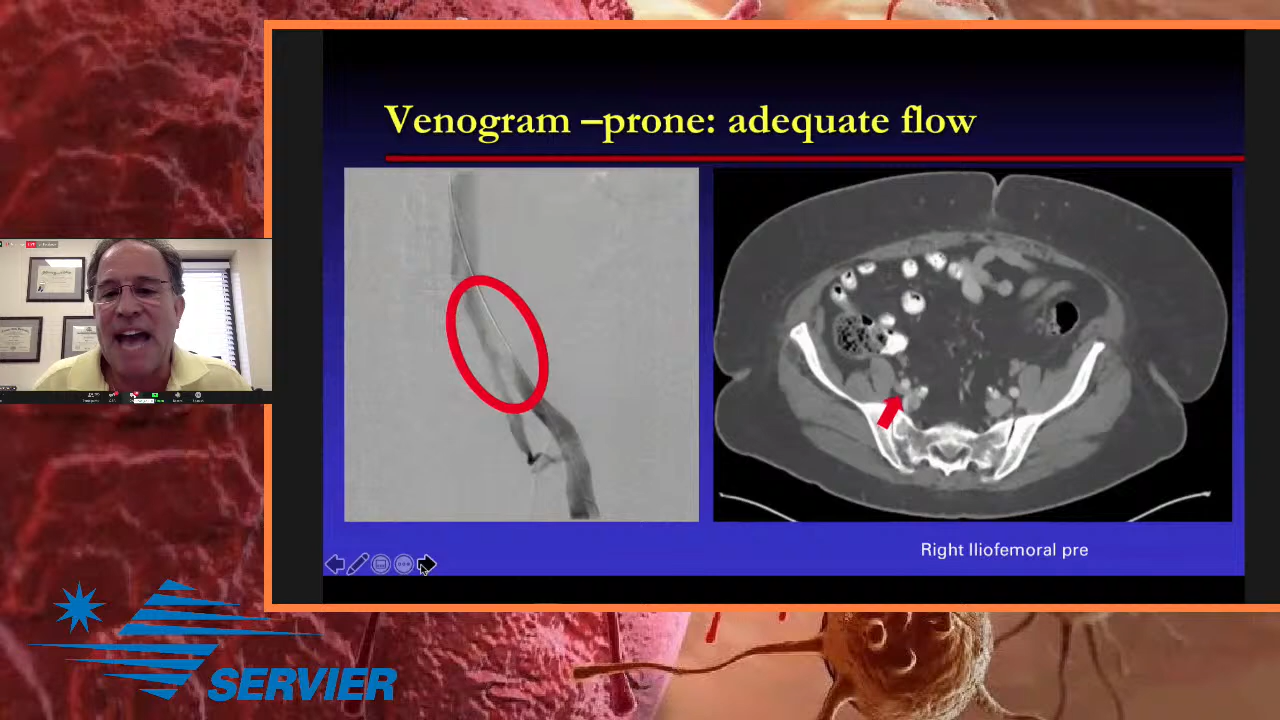 Venogram –prone: adequate flow
Right Iliofemoral pre
SERVIER